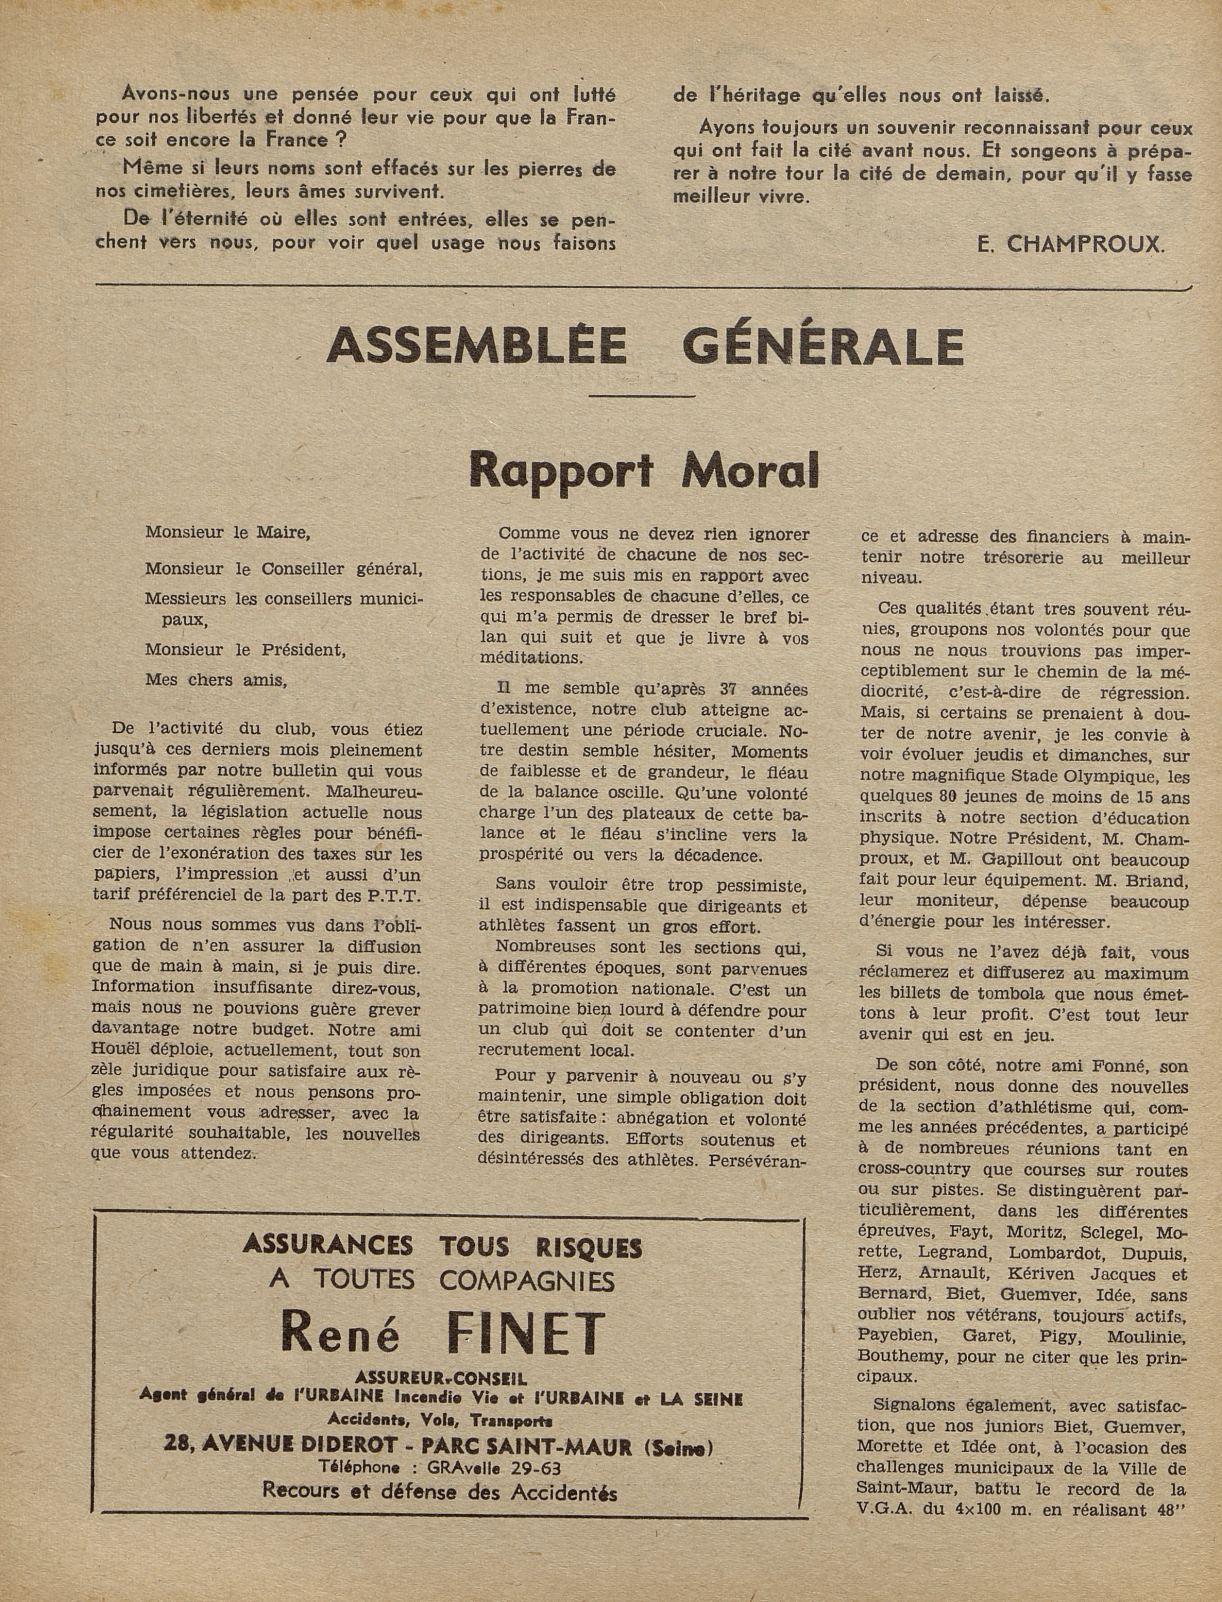 Avons-nous une pensée pour ceux qui ont lutté
pour nos libertés et donné leur vie pour que la Fran-
ce soit encore la France ?
Même si leurs noms sont effacés sur les pierres de
nos cimetières, leurs âmes survivent.
De l'éternité où elles sont entrées, elles se pen-
chent vers nous, pour voir quel usage nous faisons
de l'héritage qu'elles nous ont laissé.
Ayons toujours un souvenir reconnaissant pour ceux
qui ont fait la cité avant nous. Et songeons à prépa-
rer à notre tour la cité de demain, pour qu'il y fasse
meilleur vivre.
E. CHAMPROUX.
ASSEMBLÉE GÉNÉRALE
Rapport Moral
Monsieur le Maire,
Monsieur le Conseiller général,
Messieurs les conseillers munici-
paux,
Monsieur le Président,
Mes chers amis,
De l'activité du club, vous étiez
jusqu'à ces derniers mois pleinement
informés par notre bulletin qui vous
parvenait régulièrement. Malheureu-
sement, la législation actuelle nous
impose certaines règles pour bénéfi-
cier de l'exonération des taxes sur les
papiers, l'impression et aussi d'un
tarif préférenciel de la part des P.T.T.
Nous nous sommes vus dans l'obli-
gation de n'en assurer la diffusion
que de main à main, si je puis dire.
Information insuffisante direz-vous,
mais nous ne pouvions guère grever
davantage notre budget. Notre ami
Houël déploie, actuellement, tout son
zèle juridique pour satisfaire aux rè-
gles imposées et nous pensons pro-
chainement vous adresser, avec la
régularité souhaitable, les nouvelles
que vous attendez.
Comme vous ne devez rien ignorer
de l'activité de chacune de nos sec-
tions, je me suis mis en rapport avec
les responsables de chacune d'elles, ce
qui m'a permis de dresser le bref bi-
lan qui suit et que je livre à vos
méditations.
Il me semble qu'après 37 années
d'existence, notre club atteigne ac-
tuellement une période cruciale. No-
tre destin semble hésiter, Moments
de faiblesse et de grandeur, le fléau
de la balance oscille. Qu'une volonté
charge l'un des plateaux de cette ba-
lance et le fléau s'incline vers la
prospérité ou vers la décadence.
Sans vouloir être trop pessimiste,
il est indispensable que dirigeants et
athlètes fassent un gros effort.
Nombreuses sont les sections qui,
à différentes époques, sont parvenues
à la promotion nationale. C'est un
patrimoine bien lourd à défendre pour
un club qui doit se contenter d'un
recrutement local.
Pour y parvenir à nouveau ou s'y
maintenir, une simple obligation doit
être satisfaite : abnégation et volonté
des dirigeants. Efforts soutenus et
désintéressés des athlètes. Persévéran-
ce et adresse des financiers à main-
tenir notre trésorerie au meilleur
niveau.
Ces qualités étant tres souvent réu-
nies, groupons nos volontés pour que
nous ne nous trouvions pas imper-
ceptiblement sur le chemin de la mé-
diocrité, c'est-à-dire de régression.
Mais, si certains se prenaient à dou-
ter de notre avenir, je les convie à
voir évoluer jeudis et dimanches, sur
notre magnifique Stade Olympique, les
quelques 80 jeunes de moins de 15 ans
inscrits à notre section d'éducation
physique. Notre Président, M. Cham-
proux, et M. Gapillout ont beaucoup
fait pour leur équipement. M. Briand,
leur moniteur, dépense beaucoup
d'énergie pour les intéresser.
Si vous ne l'avez déjà fait, vous
réclamerez et diffuserez au maximum
les billets de tombola que nous émet-
tons à leur profit. C'est tout leur
avenir qui est en jeu.
De son côté, notre ami Fonné, son
président, nous donne des nouvelles
de la section d'athlétisme qui, com-
me les années précédentes, a participé
à de nombreues réunions tant en
cross-country que courses sur routes
ou sur pistes. Se distinguèrent par-
ticulièrement, dans les différentes
épreuves, Fayt, Moritz, Sclegel, Mo-
rette, Legrand, Lombardot, Dupuis,
Herz, Arnault, Kériven Jacques et
Bernard, Biet, Guemver, Idée, sans
oublier nos vétérans, toujours actifs,
Payebien, Garet, Pigy, Moulinie,
Bouthemy, pour ne citer que les prin-
cipaux.
Signalons également, avec satisfac-
tion, que nos juniors Biet, Guemver,
Morette et Idée ont, à l'ocasion des
challenges municipaux de la Ville de
Saint-Maur, battu le record de la
V.G.A. du 4x100 m. en réalisant 48''
ASSURANCES TOUS RISQUES
A TOUTES COMPAGNIES
René FINET
ASSUREUR-CONSEIL
Agent général de l'URBAINE Incendie Vie et l'URBAINE et LA SEINE
Accidents, Vols, Transports
28, AVENUE DIDEROT - PARC SAINT-MAUR (Seine)
Téléphone : GRAvelle 29-63
Recours et défense des Accidentés